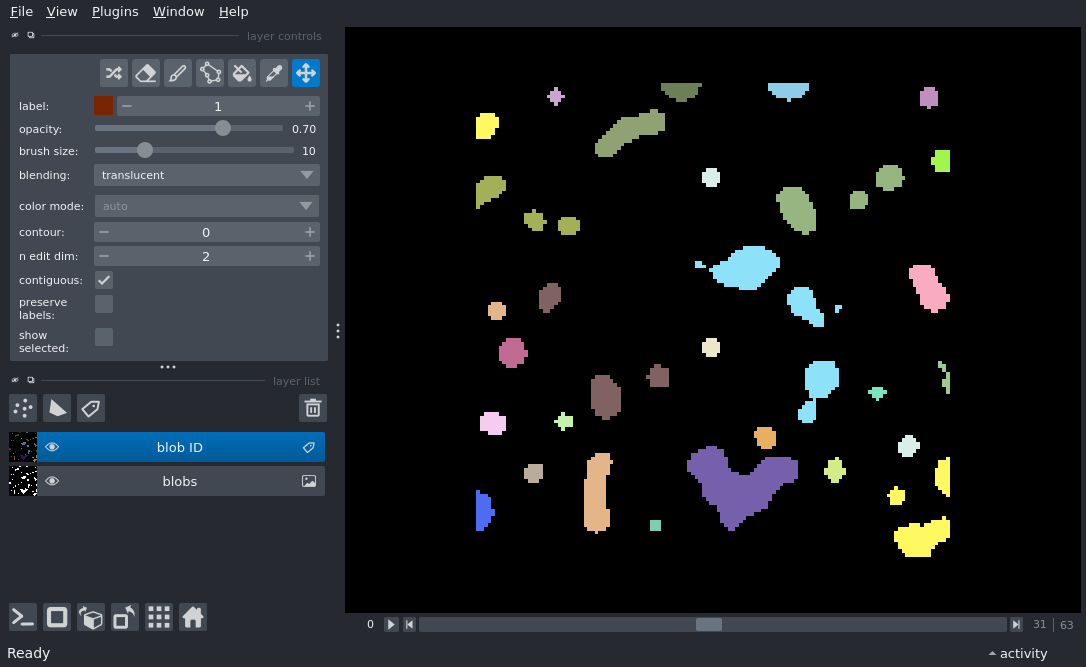 File View Plugins Window Help
layer controls
label: 1
opacity: 0.70
brush size: 10
blending: translucent
color mode: auto
contour: 0
n edit dim: 2
contiguous:
preserve
labels:
show
selected:
layer list
blob ID
blobs
0 31 63
Ready
activity